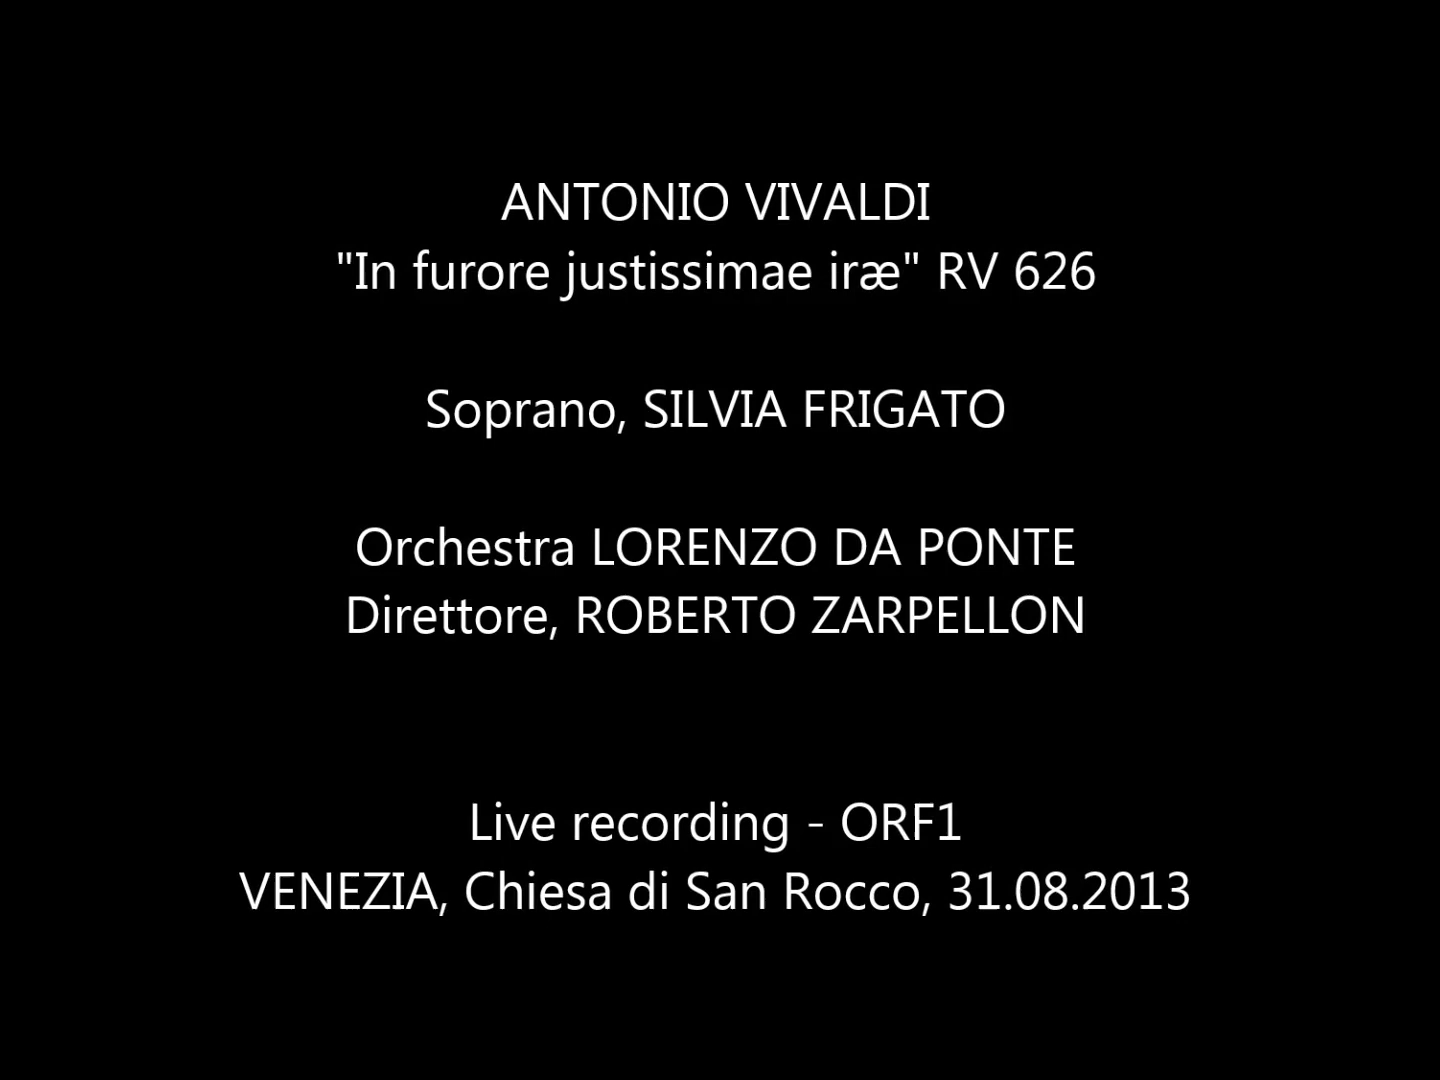 ANTONIO VIVALDI
"In furore justissimae iræ" RV 626
Soprano, SILVIA FRIGATO
Orchestra LORENZO DA PONTE
Direttore, ROBERTO ZARPELLON
Live recording - ORF1
VENEZIA, Chiesa di San Rocco, 31.08.2013